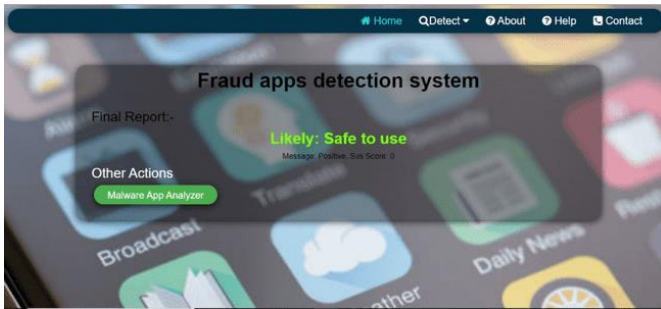 Home Detect About Help Contact
Fraud apps detection system
Final Report:-
Likely: Safe to use
Message: Positive, Sus Score: 0
Other Actions
Malware App Analyzer
Translate
Broadcast
Daily News